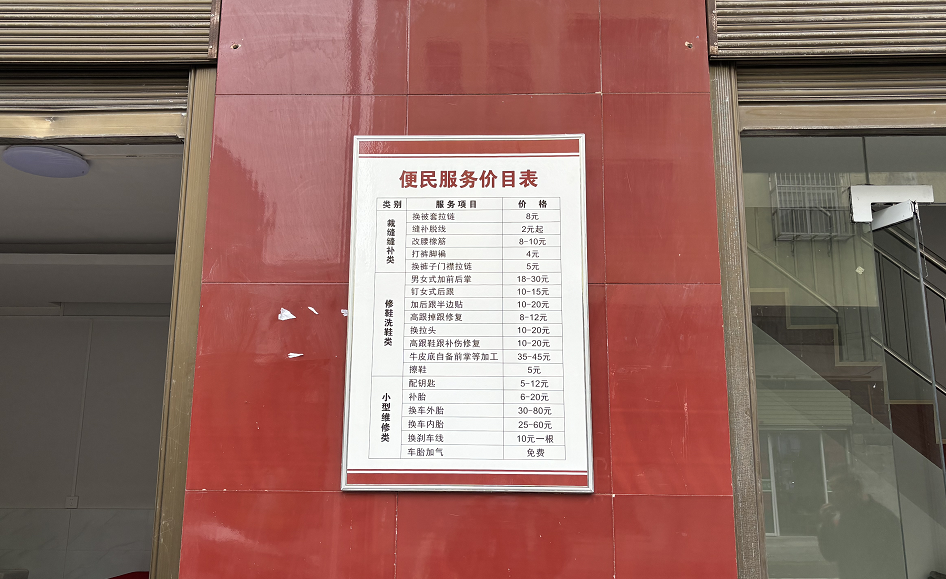 便民服务价目表
类别 服务项目 价格
裁缝缝补类
换被套拉链 8元
缝补脱线 2元起
改腰橡筋 8-10元
打裤脚褊 4元
换裤子门襟拉链 5元
修鞋洗鞋类
男女式加前后掌 18-30元
钉女式后跟 10-15元
加后跟半边贴 10-20元
高跟掉跟修复 8-12元
换拉头 10-20元
高跟鞋跟补伤修复 10-20元
牛皮底自备前掌等加工 35-45元
擦鞋 5元
小型维修类
配钥匙 5-12元
补胎 6-20元
换车外胎 30-80元
换车内胎 25-60元
换刹车线 10元一根
车胎加气 免费